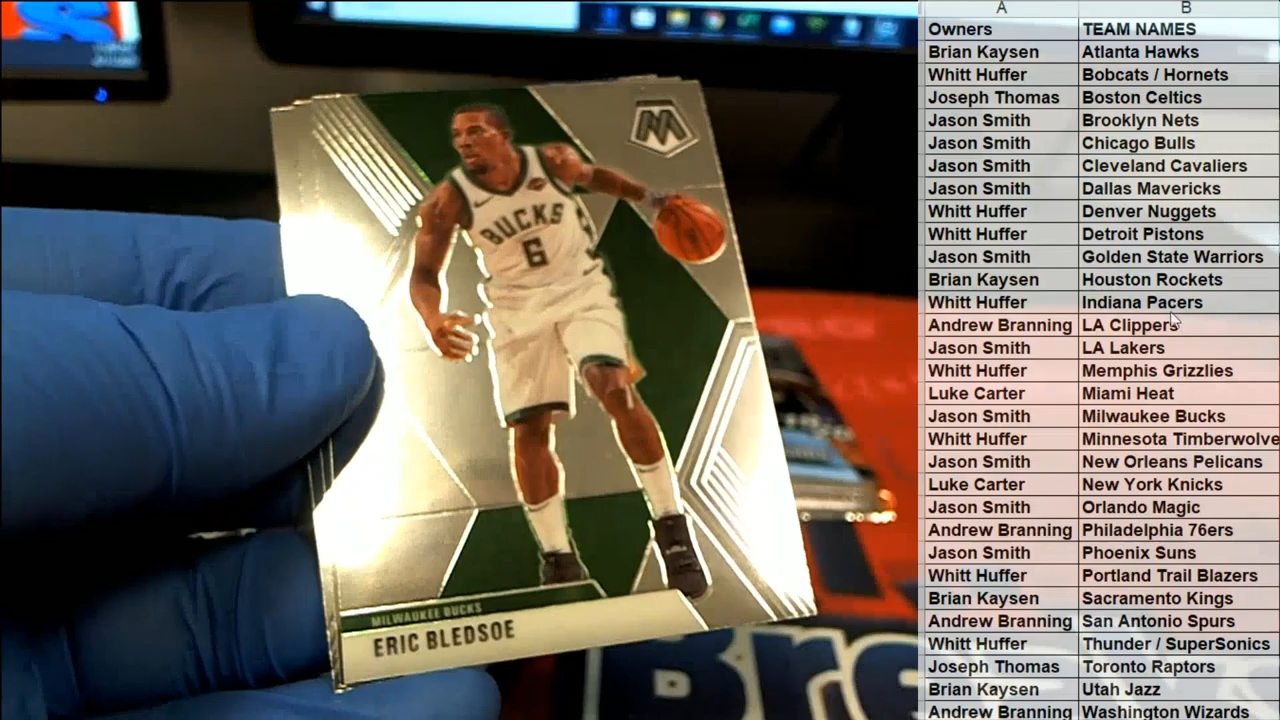 A B
Owners TEAM NAMES
Brian Kaysen Atlanta Hawks
Whitt Huffer Bobcats / Hornets
Joseph Thomas Boston Celtics
Jason Smith Brooklyn Nets
Jason Smith Chicago Bulls
Jason Smith Cleveland Cavaliers
Jason Smith Dallas Mavericks
Whitt Huffer Denver Nuggets
Whitt Huffer Detroit Pistons
Jason Smith Golden State Warriors
Brian Kaysen Houston Rockets
Whitt Huffer Indiana Pacers
Andrew Branning LA Clippers
Jason Smith LA Lakers
Whitt Huffer Memphis Grizzlies
Luke Carter Miami Heat
Jason Smith Milwaukee Bucks
Whitt Huffer Minnesota Timberwolve
Jason Smith New Orleans Pelicans
Luke Carter New York Knicks
Jason Smith Orlando Magic
Andrew Branning Philadelphia 76ers
Jason Smith Phoenix Suns
Whitt Huffer Portland Trail Blazers
Brian Kaysen Sacramento Kings
Andrew Branning San Antonio Spurs
Whitt Huffer Thunder / SuperSonics
Joseph Thomas Toronto Raptors
Brian Kaysen Utah Jazz
Andrew Branning Washington Wizards
BUCKS
6
MILWAUKEE BUCKS
ERIC BLEDSOE
Bre